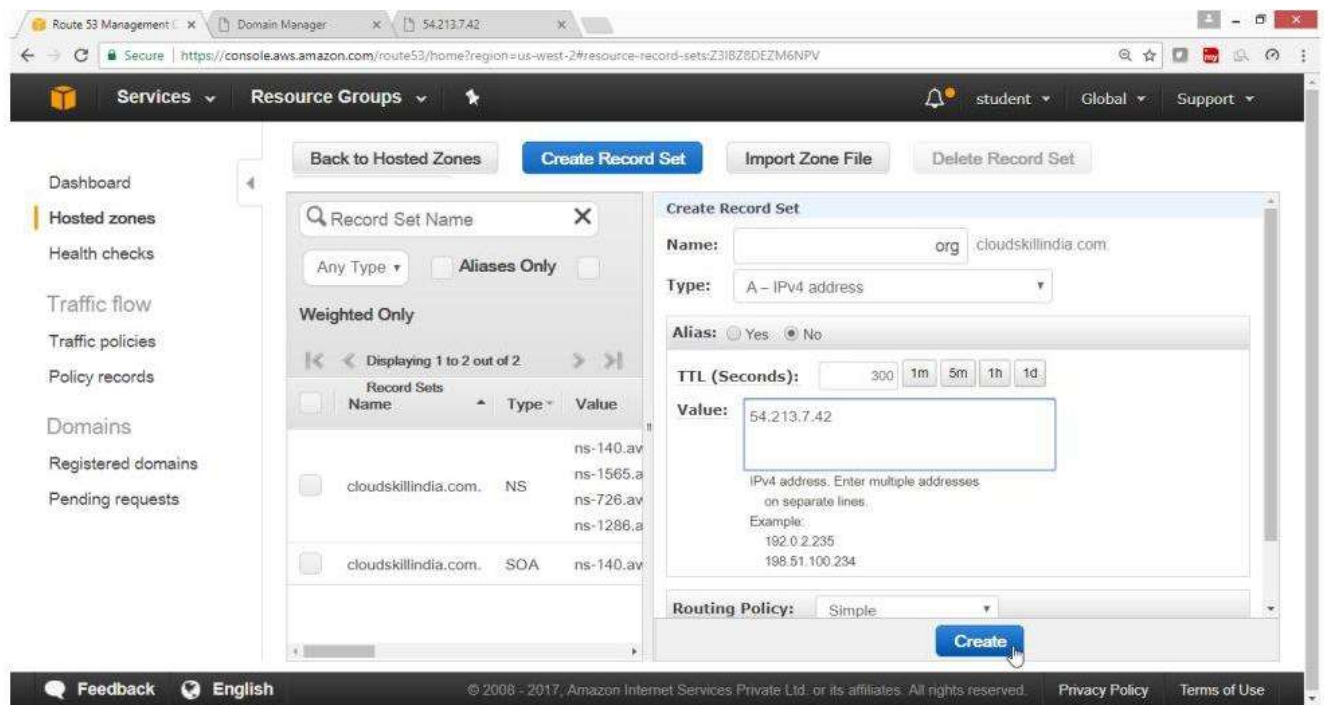 Route 53 Management C
Domain Manager
54.213.7.42
Secure
https://console.aws.amazon.com/route53/home?region=us-west-2#resource-record-sets:Z3I8Z8DEZM6NPV
Services
Resource Groups
student
Global
Support
Dashboard
Hosted zones
Health checks
Traffic flow
Traffic policies
Policy records
Domains
Registered domains
Pending requests
Back to Hosted Zones
Create Record Set
Import Zone File
Delete Record Set
Record Set Name
Any Type
Aliases Only
Weighted Only
Displaying 1 to 2 out of 2
Record Sets
Name
Type
Value
cloudskillindia.com.
NS
ns-140.aw
ns-1565.a
ns-726.aw
ns-1286.a
cloudskillindia.com.
SOA
ns-140.aw
Create Record Set
Name:
org
.cloudskillindia.com.
Type:
A – IPv4 address
Alias:
Yes
No
TTL (Seconds):
300
1m
5m
1h
1d
Value:
54.213.7.42
IPv4 address. Enter multiple addresses
on separate lines.
Example:
192.0.2.235
198.51.100.234
Routing Policy:
Simple
Create
Feedback
English
© 2008 - 2017, Amazon Internet Services Private Ltd. or its affiliates. All rights reserved.
Privacy Policy
Terms of Use